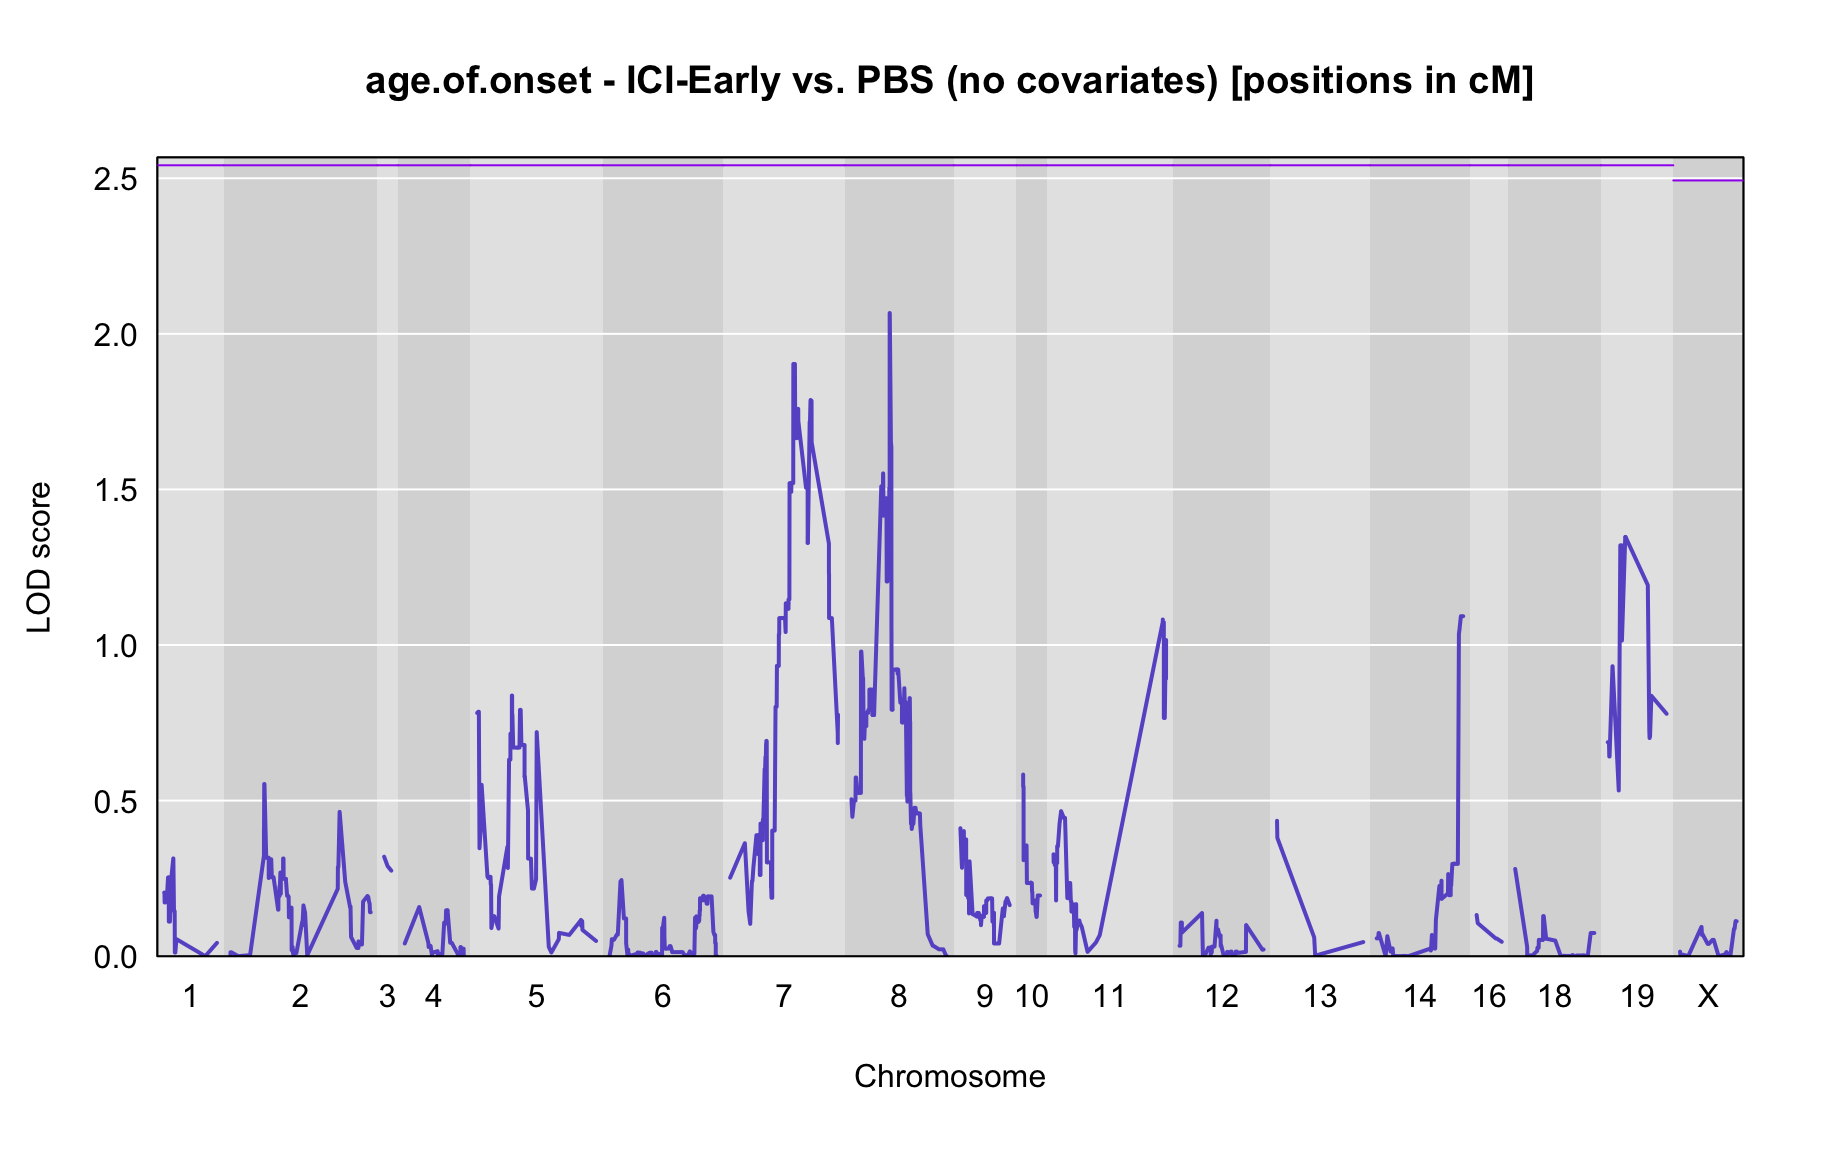 age.of.onset - ICI-Early vs. PBS (no covariates) [positions in cM]
LOD score
2.5
2.0
1.5
1.0
0.5
0.0
1 2 3 4 5 6 7 8 9 10 11 12 13 14 16 18 19 X
Chromosome